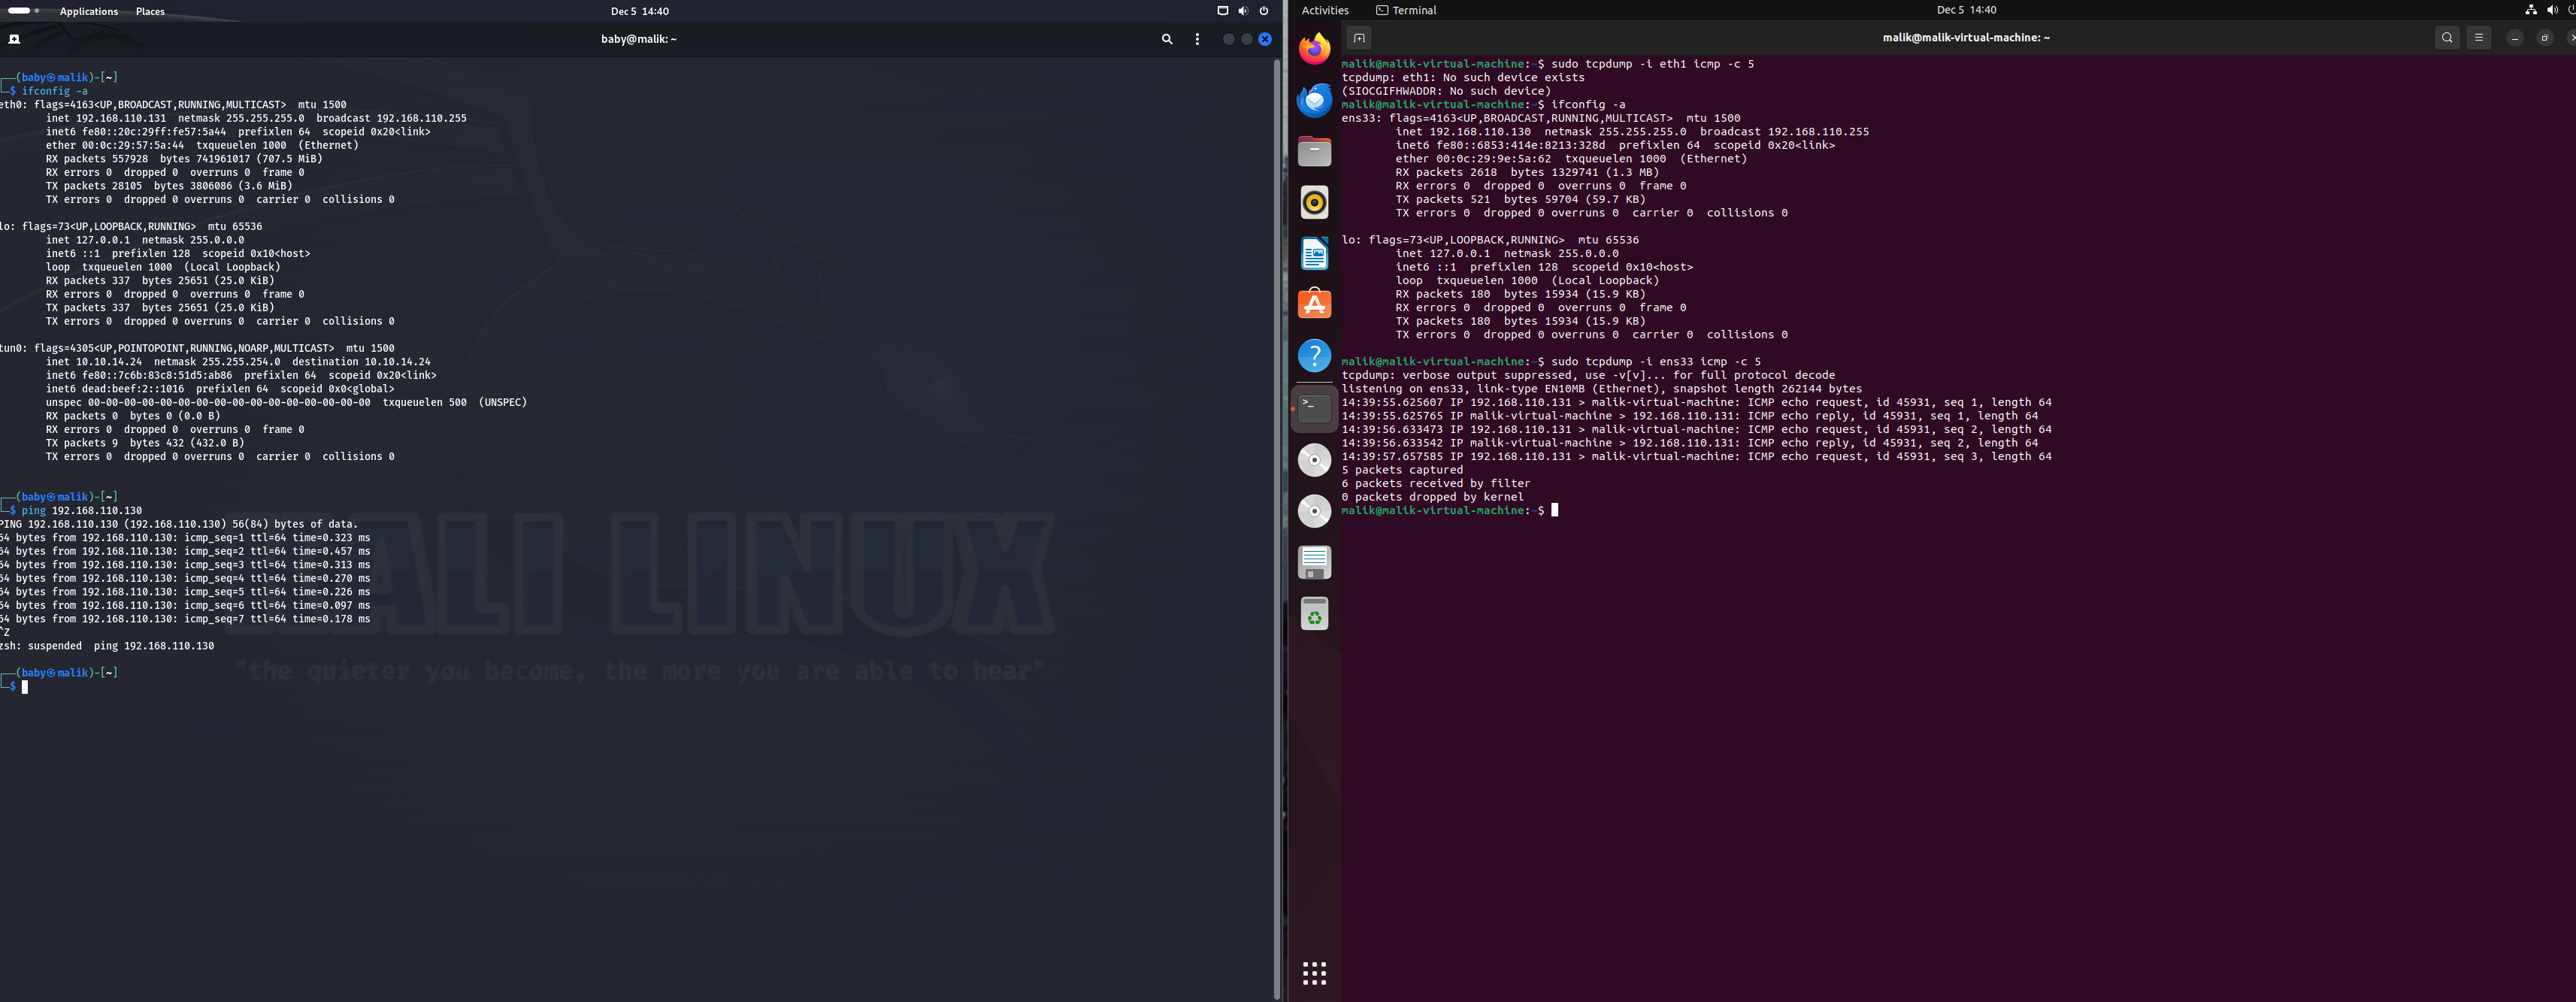 Applications Places
Dec 5 14:40
baby@malik: ~
(baby㉿malik)-[~]
$ ifconfig -a
eth0: flags=4163<UP,BROADCAST,RUNNING,MULTICAST> mtu 1500
inet 192.168.110.131 netmask 255.255.255.0 broadcast 192.168.110.255
inet6 fe80::20c:29ff:fe57:5a44 prefixlen 64 scopeid 0x20<link>
ether 00:0c:29:57:5a:44 txqueuelen 1000 (Ethernet)
RX packets 557928 bytes 741961017 (707.5 MiB)
RX errors 0 dropped 0 overruns 0 frame 0
TX packets 28105 bytes 3806086 (3.6 MiB)
TX errors 0 dropped 0 overruns 0 carrier 0 collisions 0
lo: flags=73<UP,LOOPBACK,RUNNING> mtu 65536
inet 127.0.0.1 netmask 255.0.0.0
inet6 ::1 prefixlen 128 scopeid 0x10<host>
loop txqueuelen 1000 (Local Loopback)
RX packets 337 bytes 25651 (25.0 KiB)
RX errors 0 dropped 0 overruns 0 frame 0
TX packets 337 bytes 25651 (25.0 KiB)
TX errors 0 dropped 0 overruns 0 carrier 0 collisions 0
tun0: flags=4305<UP,POINTOPOINT,RUNNING,NOARP,MULTICAST> mtu 1500
inet 10.10.14.24 netmask 255.255.254.0 destination 10.10.14.24
inet6 fe80::7c6b:83c8:51d5:ab86 prefixlen 64 scopeid 0x20<link>
inet6 dead:beef:2::1016 prefixlen 64 scopeid 0x0<global>
unspec 00-00-00-00-00-00-00-00-00-00-00-00-00-00-00-00 txqueuelen 500 (UNSPEC)
RX packets 0 bytes 0 (0.0 B)
RX errors 0 dropped 0 overruns 0 frame 0
TX packets 9 bytes 432 (432.0 B)
TX errors 0 dropped 0 overruns 0 carrier 0 collisions 0
(baby㉿malik)-[~]
$ ping 192.168.110.130
PING 192.168.110.130 (192.168.110.130) 56(84) bytes of data.
64 bytes from 192.168.110.130: icmp_seq=1 ttl=64 time=0.323 ms
64 bytes from 192.168.110.130: icmp_seq=2 ttl=64 time=0.457 ms
64 bytes from 192.168.110.130: icmp_seq=3 ttl=64 time=0.313 ms
64 bytes from 192.168.110.130: icmp_seq=4 ttl=64 time=0.270 ms
64 bytes from 192.168.110.130: icmp_seq=5 ttl=64 time=0.226 ms
64 bytes from 192.168.110.130: icmp_seq=6 ttl=64 time=0.097 ms
64 bytes from 192.168.110.130: icmp_seq=7 ttl=64 time=0.178 ms
^Z
zsh: suspended ping 192.168.110.130
(baby㉿malik)-[~]
$
KALI LINUX
"the quieter you become, the more you are able to hear"
Activities Terminal
Dec 5 14:40
malik@malik-virtual-machine: ~
malik@malik-virtual-machine:~$ sudo tcpdump -i eth1 icmp -c 5
tcpdump: eth1: No such device exists
(SIOCGIFHWADDR: No such device)
malik@malik-virtual-machine:~$ ifconfig -a
ens33: flags=4163<UP,BROADCAST,RUNNING,MULTICAST> mtu 1500
inet 192.168.110.130 netmask 255.255.255.0 broadcast 192.168.110.255
inet6 fe80::6853:414e:8213:328d prefixlen 64 scopeid 0x20<link>
ether 00:0c:29:9e:5a:62 txqueuelen 1000 (Ethernet)
RX packets 2618 bytes 1329741 (1.3 MB)
RX errors 0 dropped 0 overruns 0 frame 0
TX packets 521 bytes 59704 (59.7 KB)
TX errors 0 dropped 0 overruns 0 carrier 0 collisions 0
lo: flags=73<UP,LOOPBACK,RUNNING> mtu 65536
inet 127.0.0.1 netmask 255.0.0.0
inet6 ::1 prefixlen 128 scopeid 0x10<host>
loop txqueuelen 1000 (Local Loopback)
RX packets 180 bytes 15934 (15.9 KB)
RX errors 0 dropped 0 overruns 0 frame 0
TX packets 180 bytes 15934 (15.9 KB)
TX errors 0 dropped 0 overruns 0 carrier 0 collisions 0
malik@malik-virtual-machine:~$ sudo tcpdump -i ens33 icmp -c 5
tcpdump: verbose output suppressed, use -v[v]... for full protocol decode
listening on ens33, link-type EN10MB (Ethernet), snapshot length 262144 bytes
14:39:55.625607 IP 192.168.110.131 > malik-virtual-machine: ICMP echo request, id 45931, seq 1, length 64
14:39:55.625765 IP malik-virtual-machine > 192.168.110.131: ICMP echo reply, id 45931, seq 1, length 64
14:39:56.633473 IP 192.168.110.131 > malik-virtual-machine: ICMP echo request, id 45931, seq 2, length 64
14:39:56.633542 IP malik-virtual-machine > 192.168.110.131: ICMP echo reply, id 45931, seq 2, length 64
14:39:57.657585 IP 192.168.110.131 > malik-virtual-machine: ICMP echo request, id 45931, seq 3, length 64
5 packets captured
6 packets received by filter
0 packets dropped by kernel
malik@malik-virtual-machine:~$